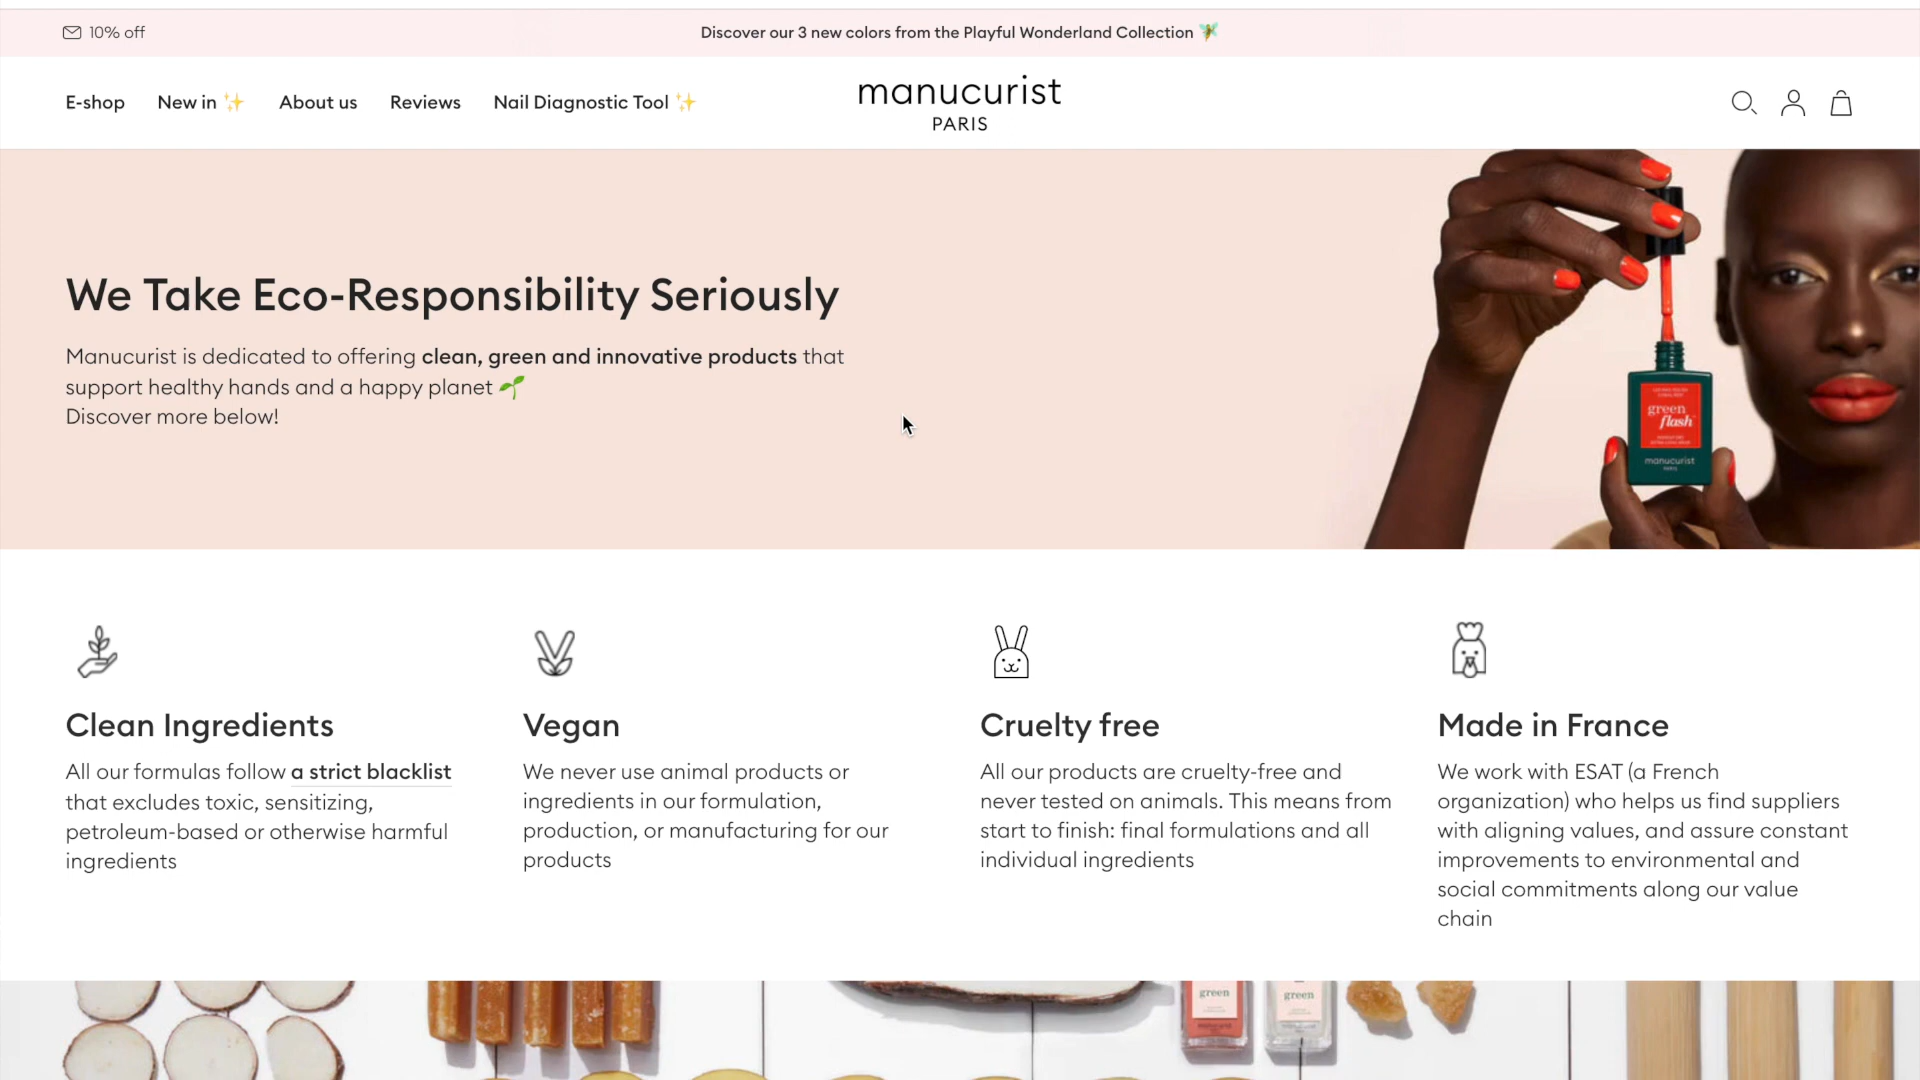 10% off
Discover our 3 new colors from the Playful Wonderland Collection
E-shop
New in
About us
Reviews
Nail Diagnostic Tool
manucurist
PARIS
We Take Eco-Responsibility Seriously
Manucurist is dedicated to offering clean, green and innovative products that
support healthy hands and a happy planet
Discover more below!
green
flash
manucurist
PARIS
Clean Ingredients
All our formulas follow a strict blacklist
that excludes toxic, sensitizing,
petroleum-based or otherwise harmful
ingredients
Vegan
We never use animal products or
ingredients in our formulation,
production, or manufacturing for our
products
Cruelty free
All our products are cruelty-free and
never tested on animals. This means from
start to finish: final formulations and all
individual ingredients
Made in France
We work with ESAT (a French
organization) who helps us find suppliers
with aligning values, and assure constant
improvements to environmental and
social commitments along our value
chain
green
green